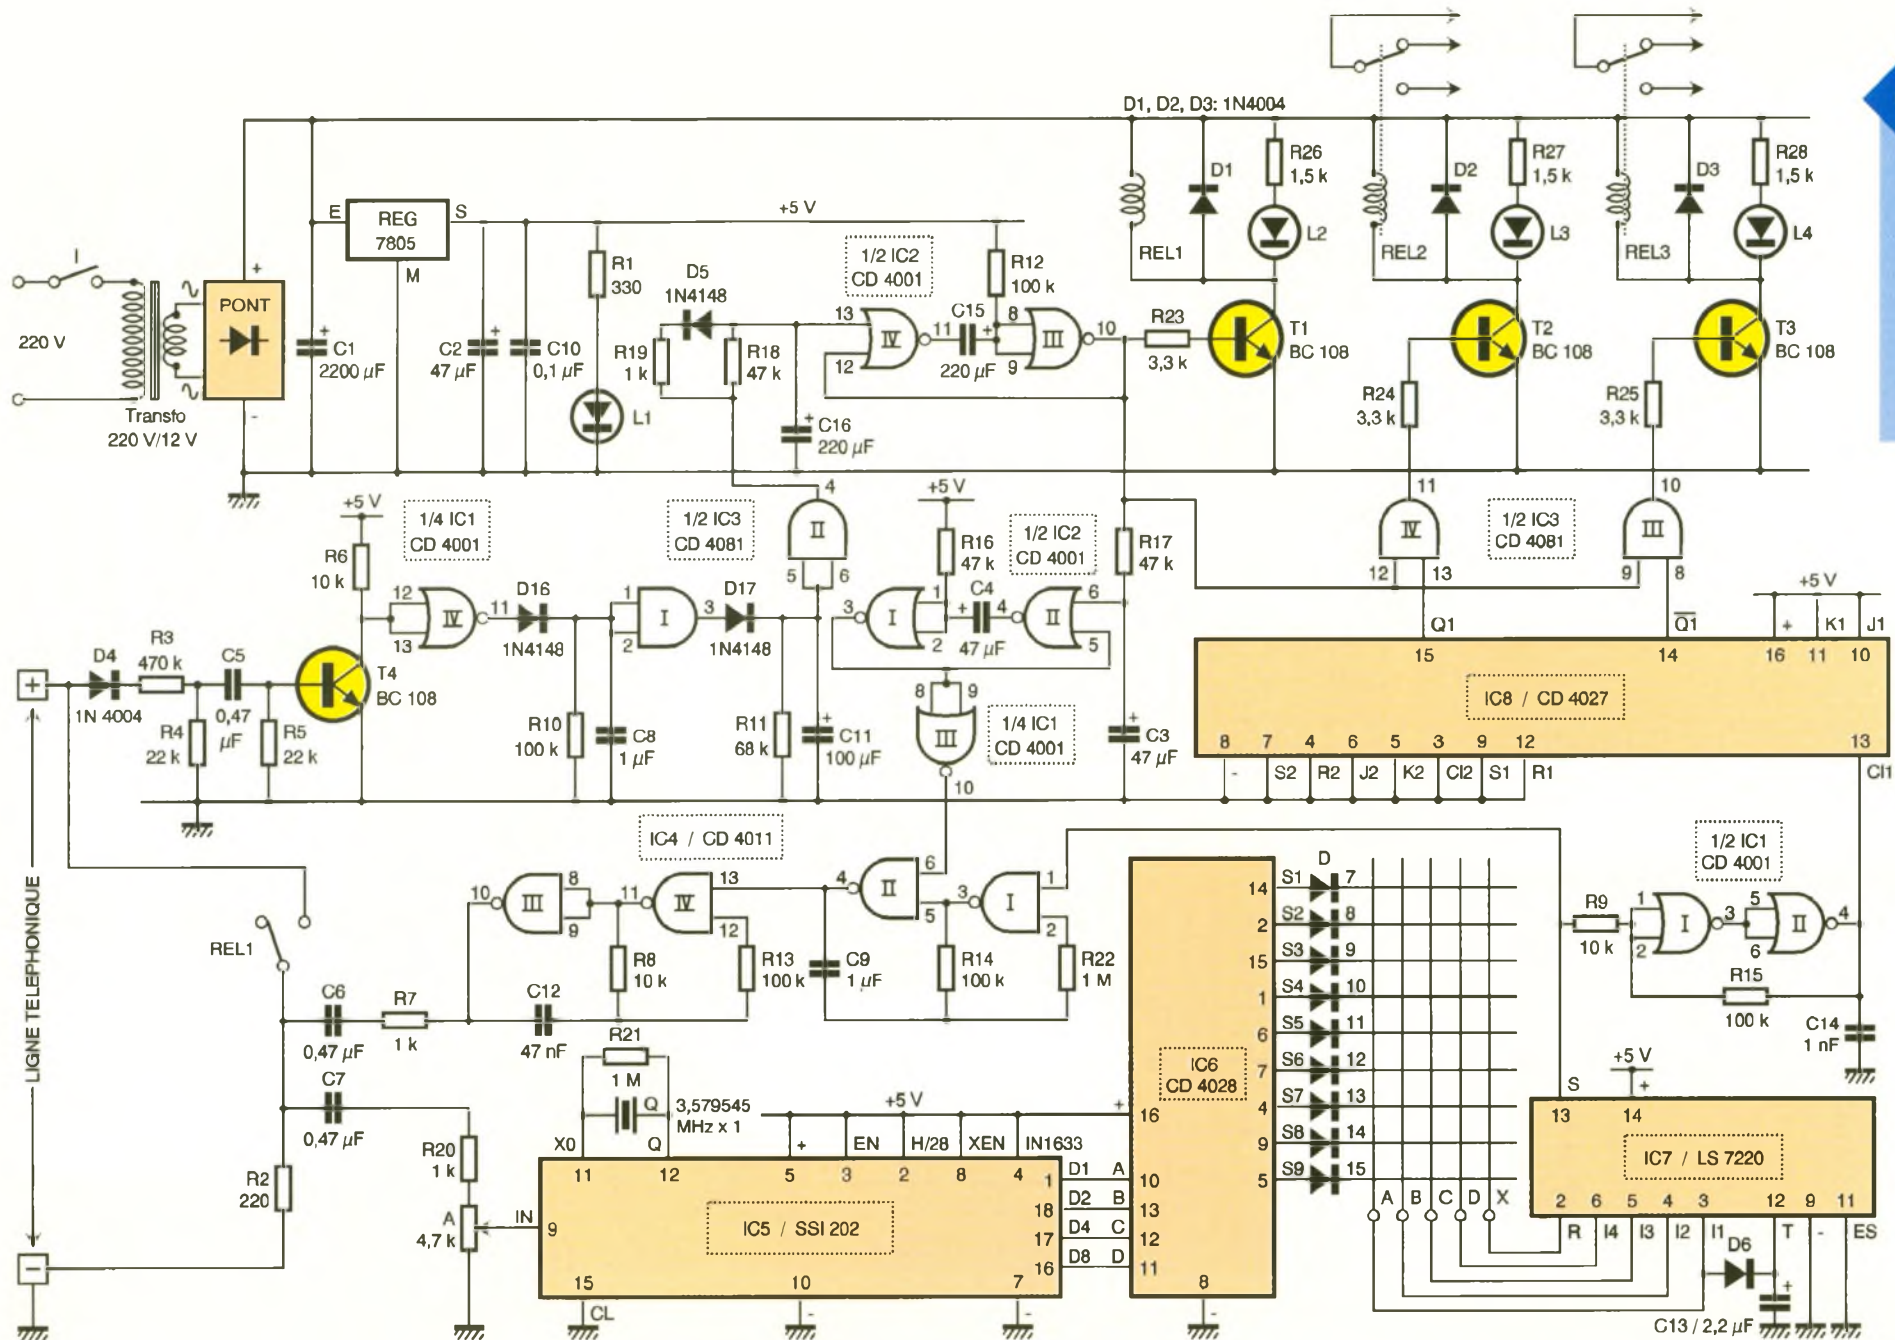 D1, D2, D3: 1N4004
R26
1,5 k
D1
L2
REL1
R27
1,5 k
D2
L3
REL2
R28
1,5 k
D3
L4
REL3
E
REG
7805
S
M
+5 V
I
220 V
Transfo
220 V/12 V
PONT
+
-
+
C1
2200 µF
C2
47 µF
+
C10
0,1 µF
R1
330
L1
D5
1N4148
R19
1 k
R18
47 k
1/2 IC2
CD 4001
13
12
IV
11
C15
+
220 µF
R12
100 k
8
9
III
10
R23
3,3 k
T1
BC 108
T2
BC 108
T3
BC 108
C16
220 µF
+
R24
3,3 k
R25
3,3 k
+5 V
R6
10 k
1/4 IC1
CD 4001
12
13
IV
11
D16
1N4148
1/2 IC3
CD 4081
1
2
I
3
D17
1N4148
4
II
5
6
+5 V
R16
47 k
1/2 IC2
CD 4001
R17
47 k
3
I
1
2
C4
+
47 µF
4
II
6
5
11
IV
12
13
1/2 IC3
CD 4081
10
III
9
8
+5 V
+
K1
J1
Q1
Q1
15
14
16
11
10
IC8 / CD 4027
8
7
4
6
5
3
9
12
13
-
S2
R2
J2
K2
Cl2
S1
R1
Cl1
+
D4
1N 4004
R3
470 k
C5
0,47
µF
R4
22 k
R5
22 k
T4
BC 108
R10
100 k
C8
1 µF
R11
68 k
C11
100 µF
+
8
9
III
10
1/4 IC1
CD 4001
C3
47 µF
+
LIGNE TELEPHONIQUE
IC4 / CD 4011
10
III
8
9
11
IV
13
12
4
II
6
5
3
I
1
2
R8
10 k
R13
100 k
C9
1 µF
R14
100 k
R22
1 M
REL1
C6
0,47 µF
R7
1 k
C12
47 nF
R21
1 M
Q
3,579545
MHz x 1
C7
0,47 µF
R20
1 k
R2
220
A
4,7 k
IN
X0
Q
+5 V
+
EN
H/28
XEN
IN1633
11
12
5
3
2
8
4
9
IC5 / SSI 202
15
10
7
CL
-
-
1
18
17
16
D1
A
D2
B
D4
C
D8
D
+
16
10
13
12
11
8
-
IC6
CD 4028
D
14
S1
7
2
S2
8
15
S3
9
1
S4
10
6
S5
11
7
S6
12
4
S7
13
9
S8
14
5
S9
15
A
B
C
D
X
1/2 IC1
CD 4001
R9
10 k
1
2
I
3
5
6
II
4
R15
100 k
C14
1 nF
+5 V
S
+
13
14
IC7 / LS 7220
2
6
5
4
3
12
9
11
R
I4
I3
I2
I1
T
-
ES
D6
+
C13 / 2,2 µF
-